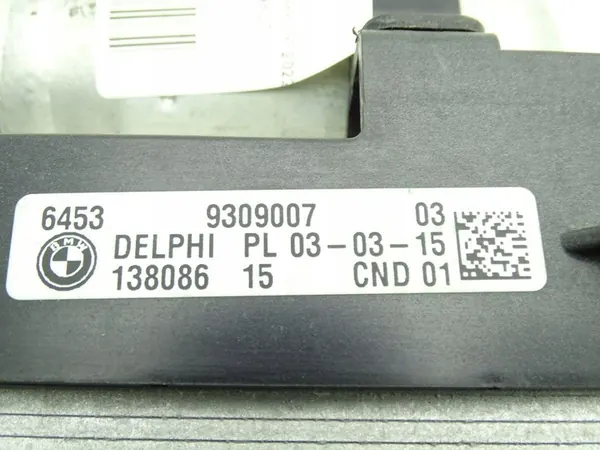 6453 9309007 03
BMW DELPHI PL 03-03-15
138086 15 CND 01